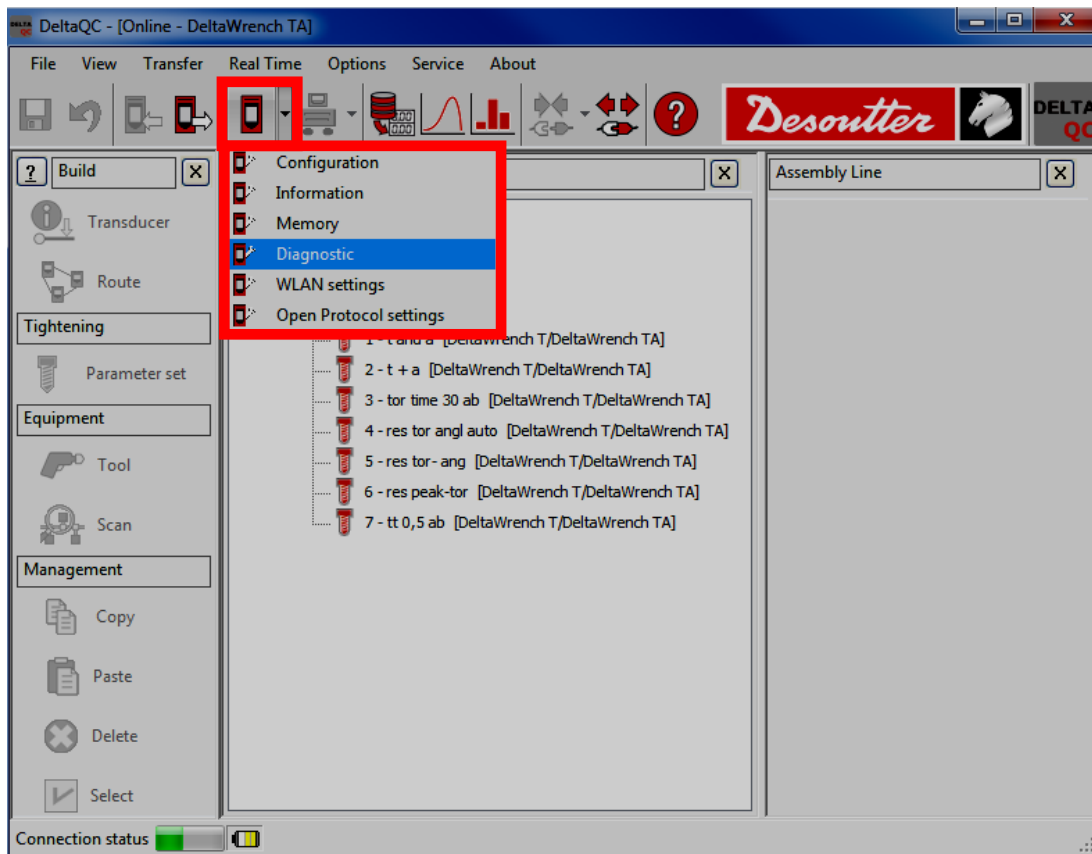 DELTA QC DeltaQC - [Online - DeltaWrench TA]
File View Transfer Real Time Options Service About
Desoutter
DELTA
QC
? Build
Assembly Line
Transducer
Route
Tightening
Parameter set
Equipment
Tool
Scan
Management
Copy
Paste
Delete
Select
Configuration
Information
Memory
Diagnostic
WLAN settings
Open Protocol settings
1 - t and a [DeltaWrench T/DeltaWrench TA]
2 - t + a [DeltaWrench T/DeltaWrench TA]
3 - tor time 30 ab [DeltaWrench T/DeltaWrench TA]
4 - res tor angl auto [DeltaWrench T/DeltaWrench TA]
5 - res tor- ang [DeltaWrench T/DeltaWrench TA]
6 - res peak-tor [DeltaWrench T/DeltaWrench TA]
7 - tt 0,5 ab [DeltaWrench T/DeltaWrench TA]
Connection status